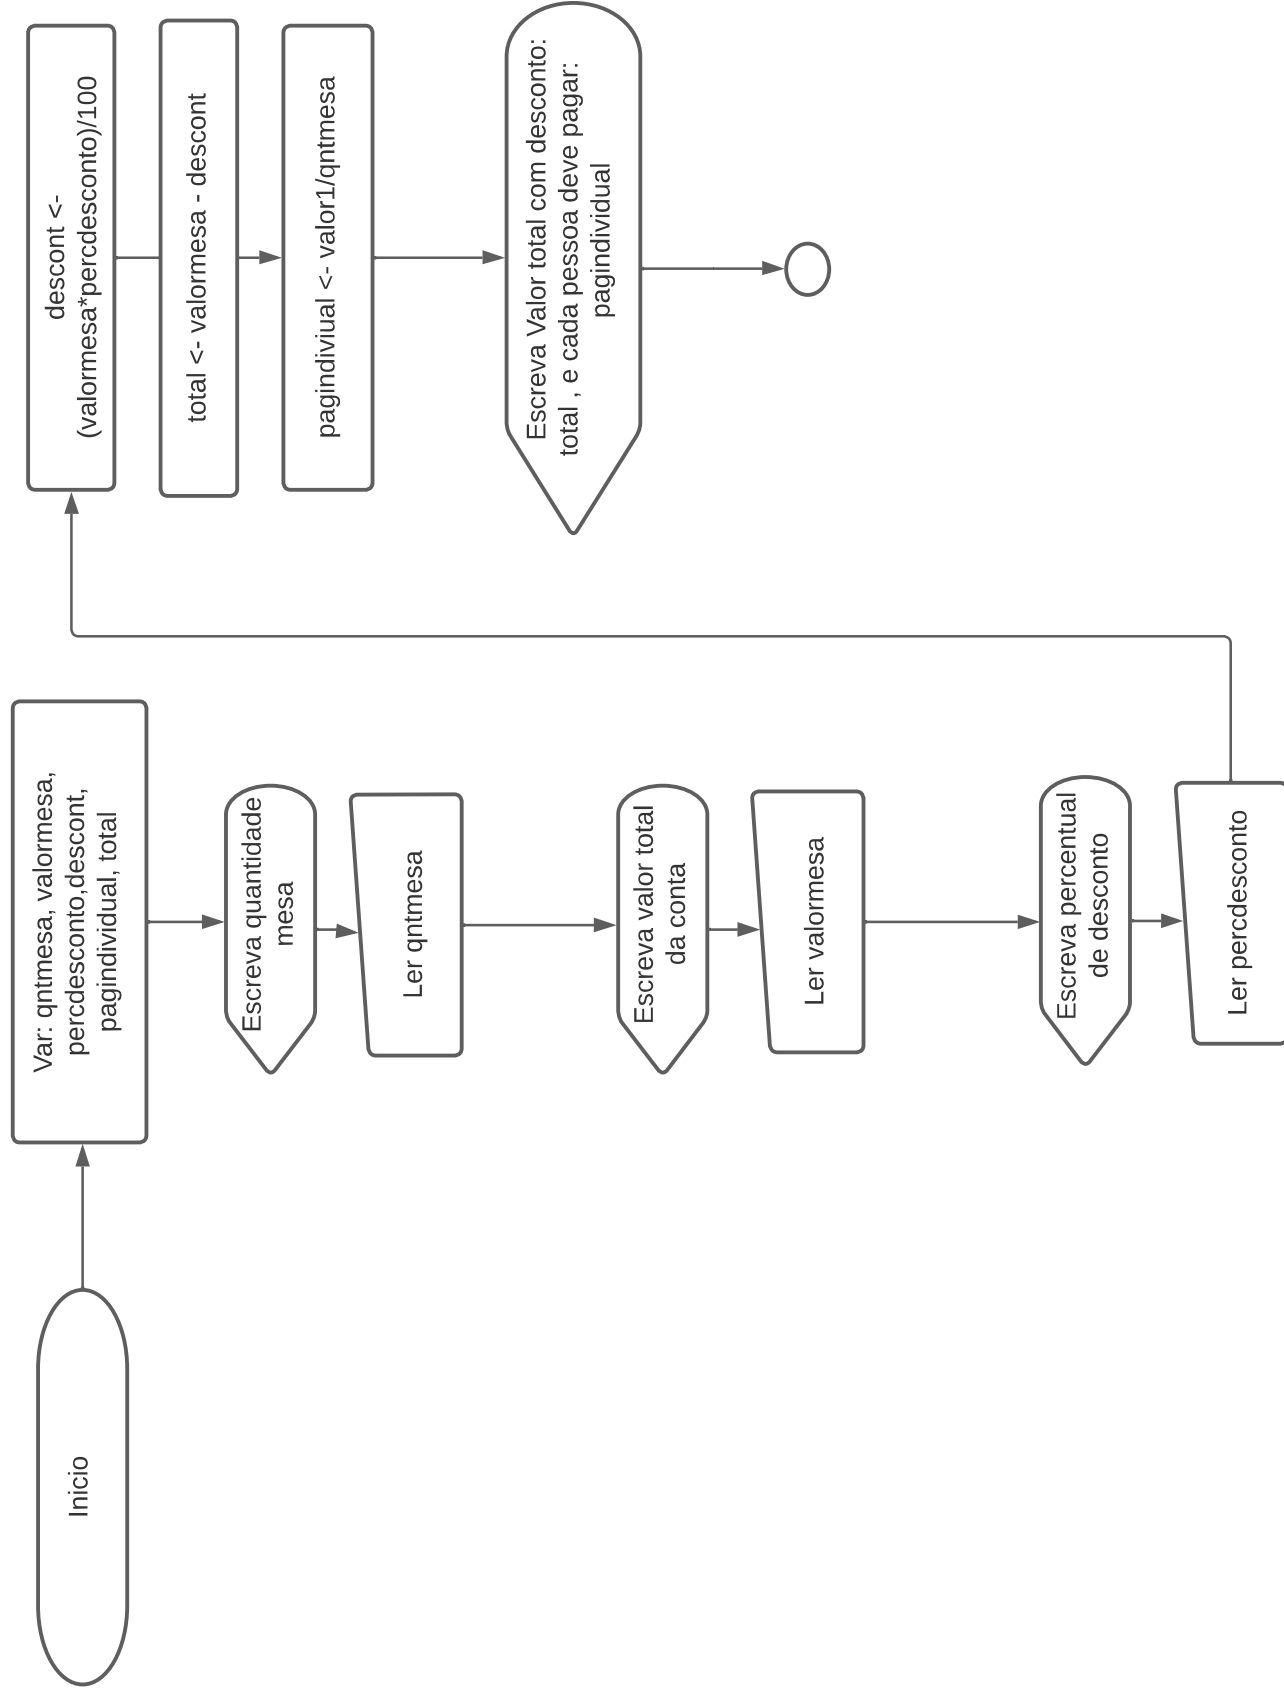 Inicio
Var: qntmesa, valormesa,
percdesconto,descont,
pagindividual, total
Escreva quantidade
mesa
Ler qntmesa
Escreva valor total
da conta
Ler valormesa
Escreva percentual
de desconto
Ler percdesconto
descont <-
(valormesa*percdesconto)/100
total <- valormesa - descont
pagindiviual <- valor1/qntmesa
Escreva Valor total com desconto:
total , e cada pessoa deve pagar:
pagindividual